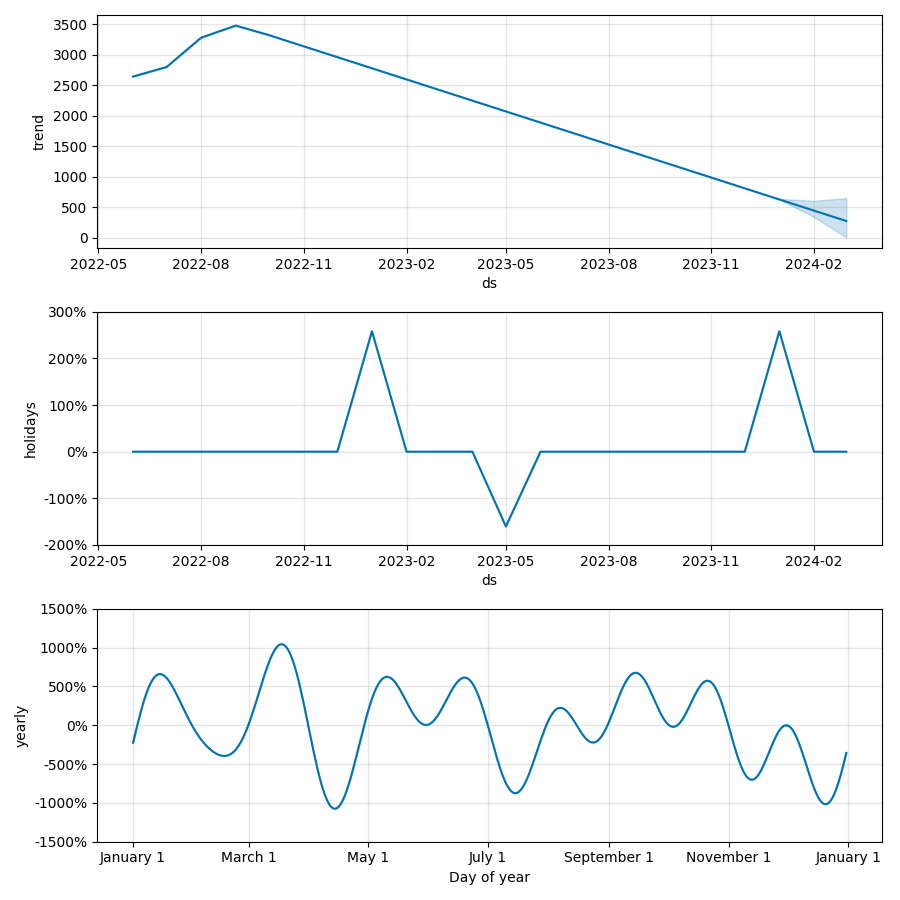 3500
3000
2500
2000
1500
1000
500
0
trend
2022-05 2022-08 2022-11 2023-02 2023-05 2023-08 2023-11 2024-02
ds
300%
200%
100%
0%
-100%
-200%
holidays
2022-05 2022-08 2022-11 2023-02 2023-05 2023-08 2023-11 2024-02
ds
1500%
1000%
500%
0%
-500%
-1000%
-1500%
yearly
January 1 March 1 May 1 July 1 September 1 November 1 January 1
Day of year